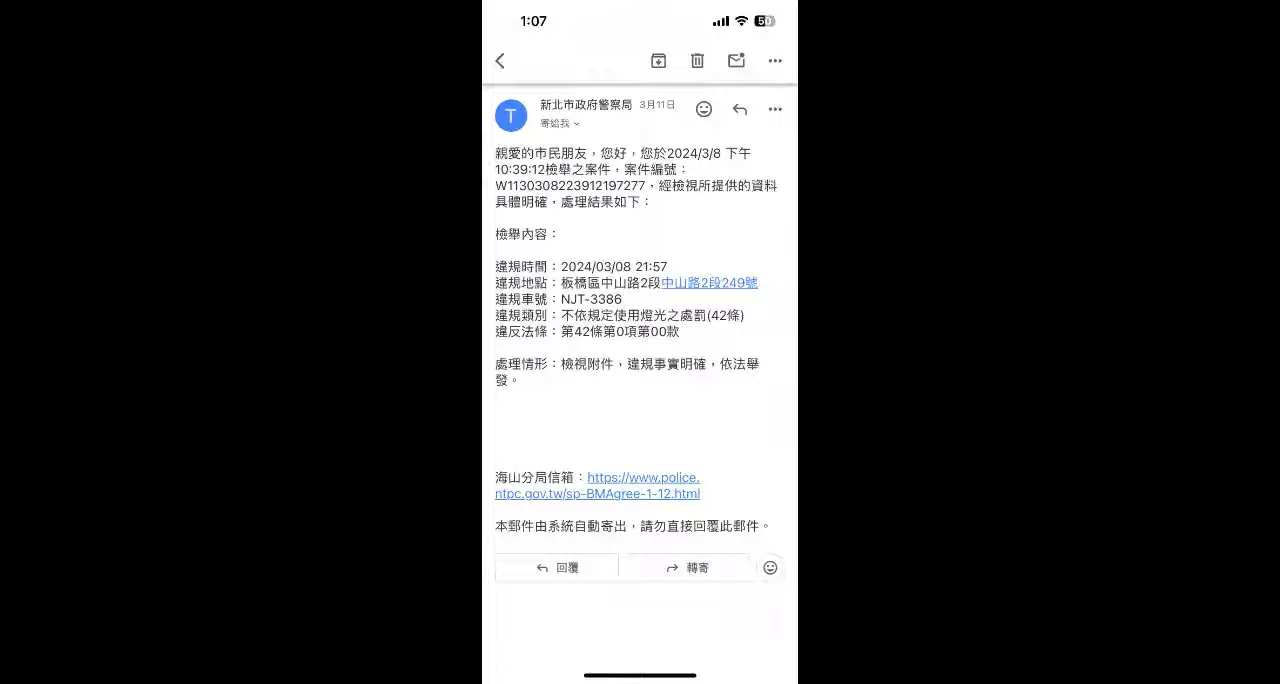 1:07
50
T
新北市政府警察局 3月11日
寄給我
親愛的市民朋友，您好，您於2024/3/8 下午
10:39:12檢舉之案件，案件編號：
W1130308223912197277，經檢視所提供的資料
具體明確，處理結果如下：
檢舉內容：
違規時間：2024/03/08 21:57
違規地點：板橋區中山路2段中山路2段249號
違規車號：NJT-3386
違規類別：不依規定使用燈光之處罰(42條)
違反法條：第42條第0項第00款
處理情形：檢視附件，違規事實明確，依法舉
發。
海山分局信箱：https://www.police.
ntpc.gov.tw/sp-BMAgree-1-12.html
本郵件由系統自動寄出，請勿直接回覆此郵件。
回覆 轉寄